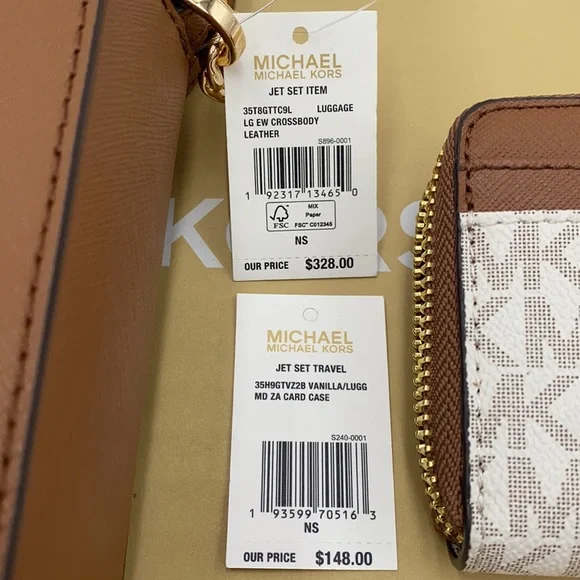 MICHAEL
MICHAEL KORS
JET SET ITEM
35T8GTTC9L LUGGAGE
LG EW CROSSBODY
LEATHER
S896-0001
1 92317 13465 0
FSC
MIX
Paper
FSC™ C012345
NS
OUR PRICE $328.00
KORS
MICHAEL
MICHAEL KORS
JET SET TRAVEL
35H9GTVZ2B VANILLA/LUGG
MD ZA CARD CASE
S240-0001
1 93599 70516 3
NS
OUR PRICE $148.00